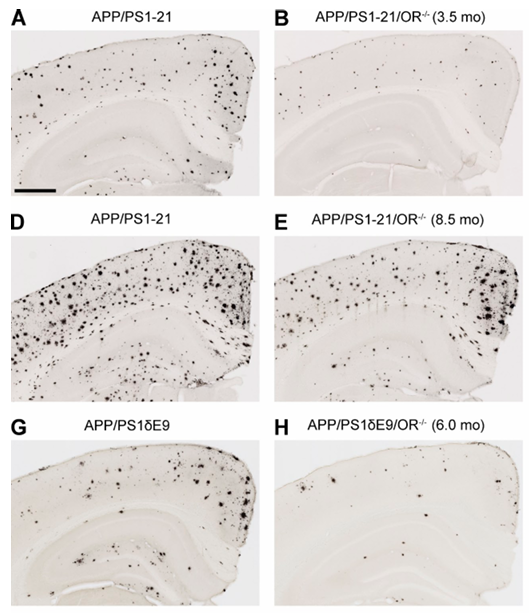 A APP/PS1-21
B APP/PS1-21/OR-/- (3.5 mo)
D APP/PS1-21
E APP/PS1-21/OR-/- (8.5 mo)
G APP/PS1δE9
H APP/PS1δE9/OR-/- (6.0 mo)